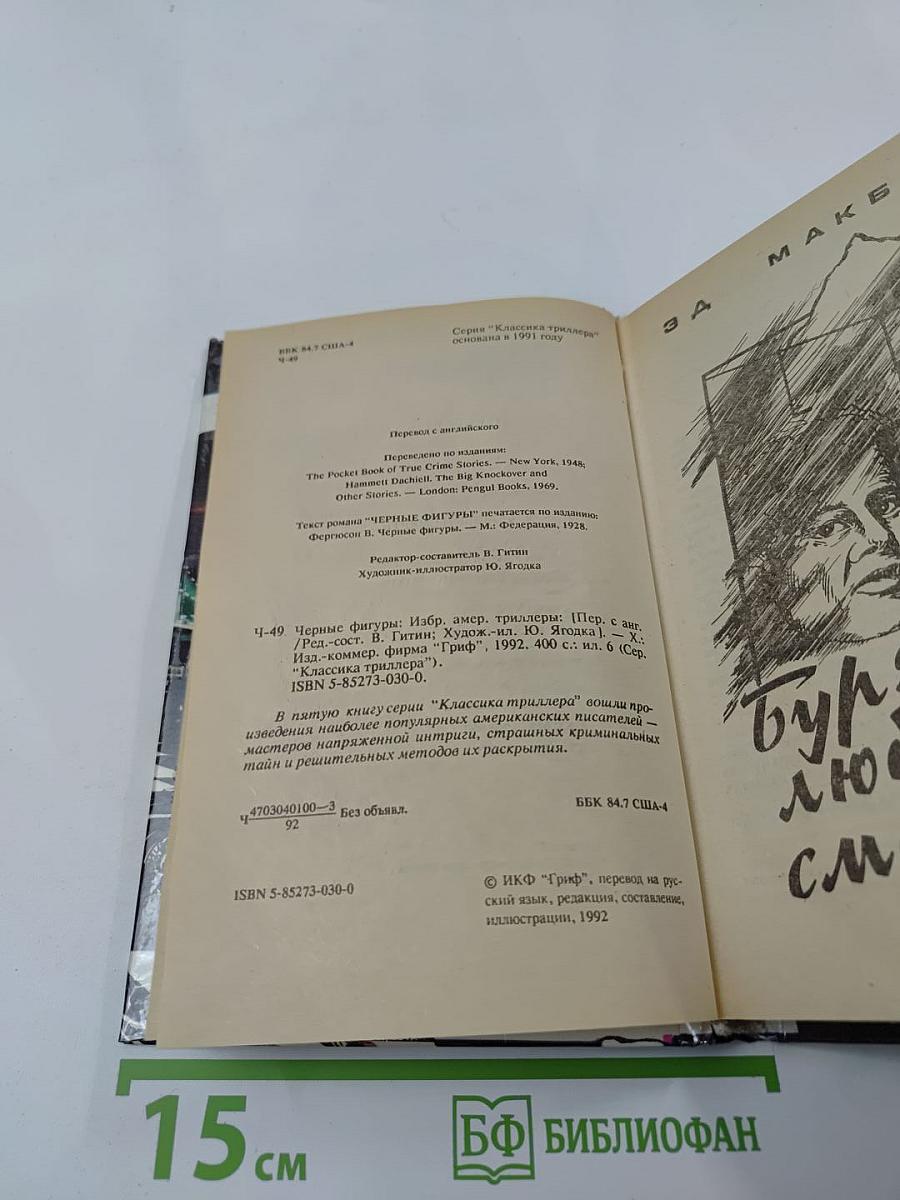 ББК 84.7 США-4
Ч-49
Серия "Классика триллера"
основана в 1991 году
Перевод с английского
Переведено по изданиям:
The Pocket Book of True Crime Stories. — New York, 1948;
Hammett Dachiell. The Big Knockover and
Other Stories. — London: Pengul Books, 1969.
Текст романа "ЧЕРНЫЕ ФИГУРЫ" печатается по изданию:
Фергюсон В. Черные фигуры. — М.: Федерация, 1928.
Редактор-составитель В. Гитин
Художник-иллюстратор Ю. Ягодка
Ч-49 Черные фигуры: Избр. амер. триллеры: [Пер. с анг.
/Ред.-сост. В. Гитин; Худож.-ил. Ю. Ягодка]. — Х.:
Изд.-коммер. фирма "Гриф", 1992. 400 с.: ил. 6 (Сер.
"Классика триллера").
ISBN 5-85273-030-0.
В пятую книгу серии "Классика триллера" вошли про-
изведения наиболее популярных американских писателей —
мастеров напряженной интриги, страшных криминальных
тайн и решительных методов их раскрытия.
Ч 4703040100—3 Без объявл.
92
ББК 84.7 США-4
ISBN 5-85273-030-0
© ИКФ "Гриф", перевод на рус-
ский язык, редакция, составление,
иллюстрации, 1992
ЭД МАКБ
Бур
лю
см
15 см
БФ БИБЛИОФАН